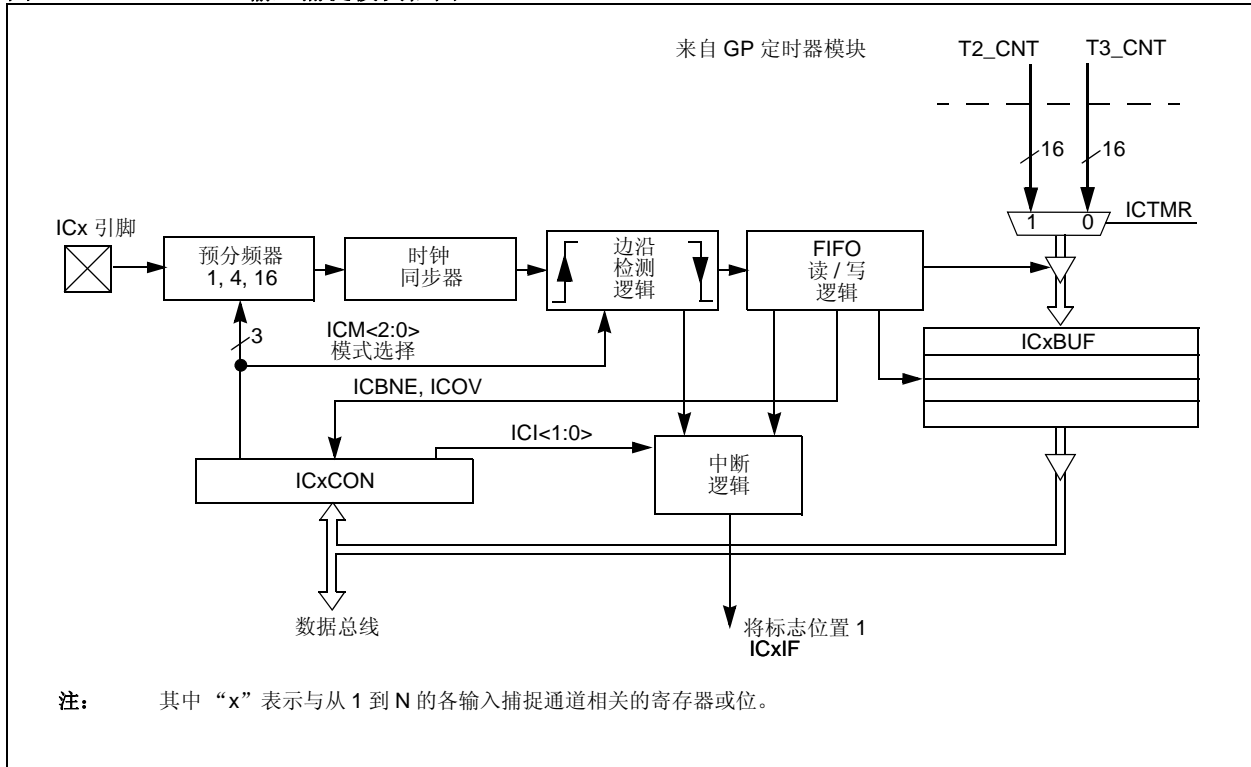 来自 GP 定时器模块
T2_CNT
T3_CNT
16
16
ICTMR
1
0
ICx 引脚
预分频器
1, 4, 16
时钟
同步器
边沿
检测
逻辑
FIFO
读 / 写
逻辑
3
ICM<2:0>
模式选择
ICxBUF
ICBNE, ICOV
ICI<1:0>
中断
逻辑
ICxCON
数据总线
将标志位置 1
ICxIF
注: 其中 “x”表示与从 1 到 N 的各输入捕捉通道相关的寄存器或位。